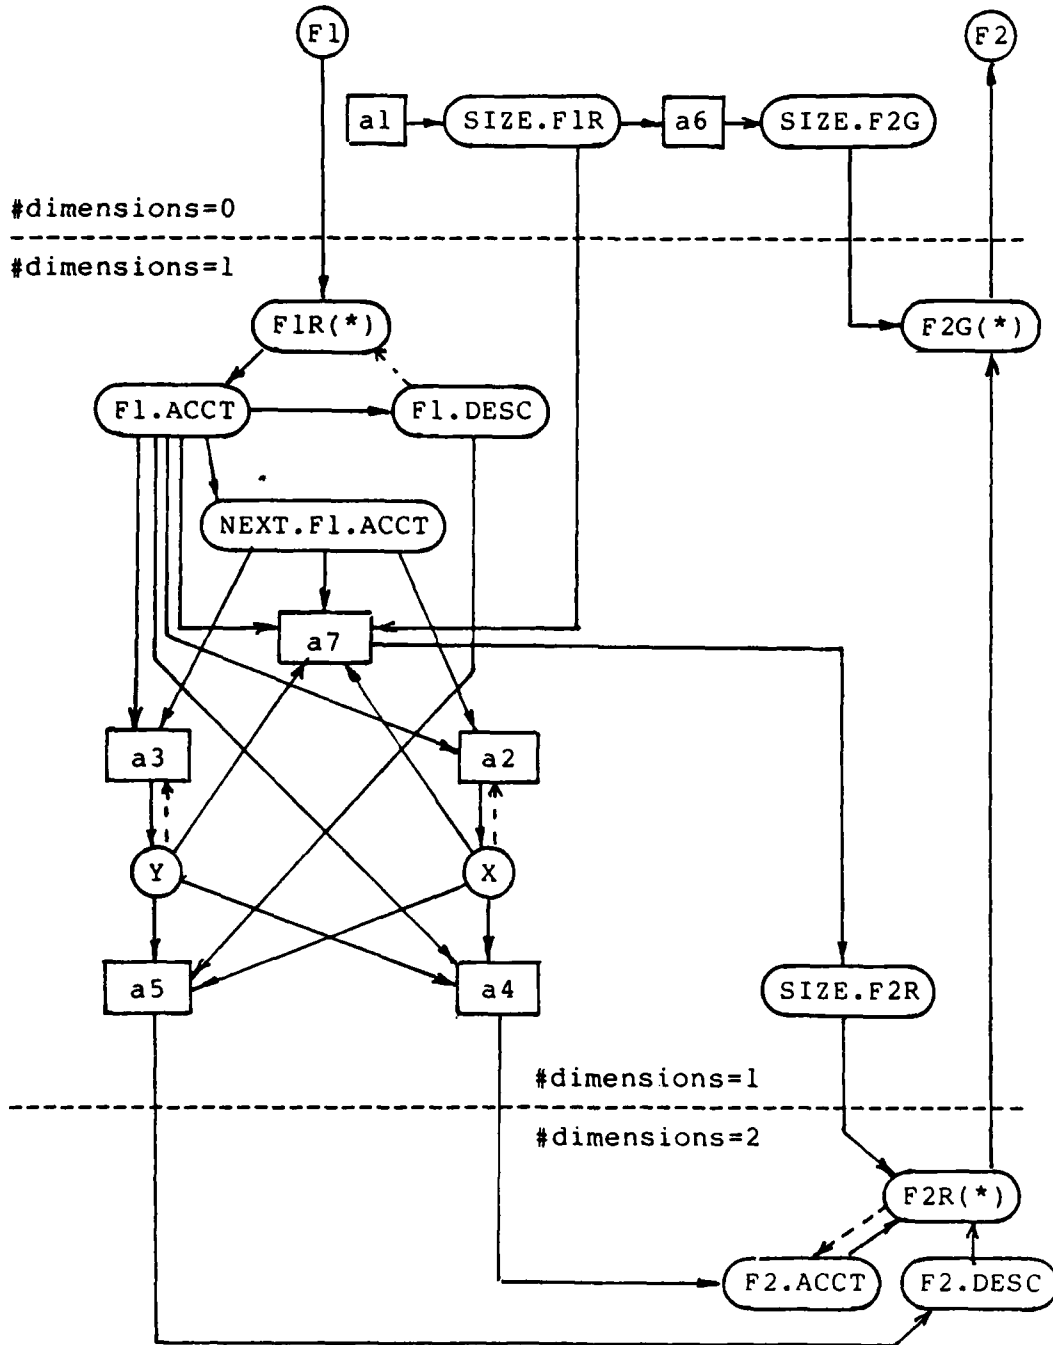 F1
F2
a1
SIZE.F1R
a6
SIZE.F2G
#dimensions=0
#dimensions=1
F1R(*)
F2G(*)
F1.ACCT
F1.DESC
NEXT.F1.ACCT
a7
a3
a2
Y
X
a5
a4
SIZE.F2R
#dimensions=1
#dimensions=2
F2R(*)
F2.ACCT
F2.DESC